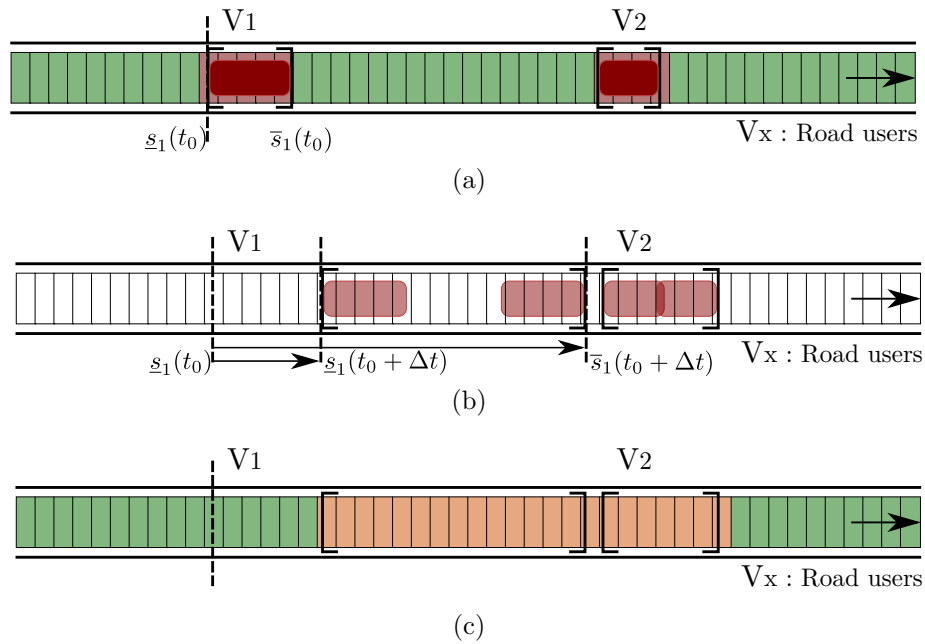 V1 V2
s̲₁(t₀) s̅₁(t₀) Vx : Road users
(a)
V1 V2
s̲₁(t₀) s̲₁(t₀ + Δt) s̅₁(t₀ + Δt) Vx : Road users
(b)
V1 V2
Vx : Road users
(c)